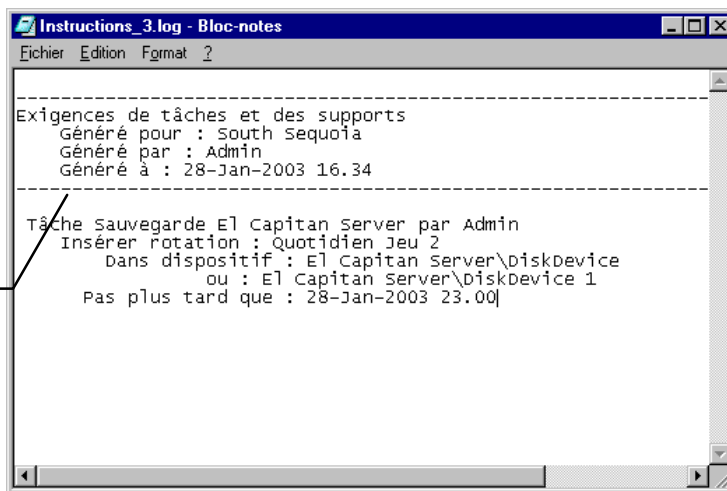 Instructions_3.log - Bloc-notes
Fichier Edition Format ?
----------------------------------------------------------------
Exigences de tâches et des supports
Généré pour : South Sequoia
Généré par : Admin
Généré à : 28-Jan-2003 16.34
----------------------------------------------------------------
Tâche Sauvegarde El Capitan Server par Admin
Insérer rotation : Quotidien Jeu 2
Dans dispositif : El Capitan Server\DiskDevice
ou : El Capitan Server\DiskDevice 1
Pas plus tard que : 28-Jan-2003 23.00